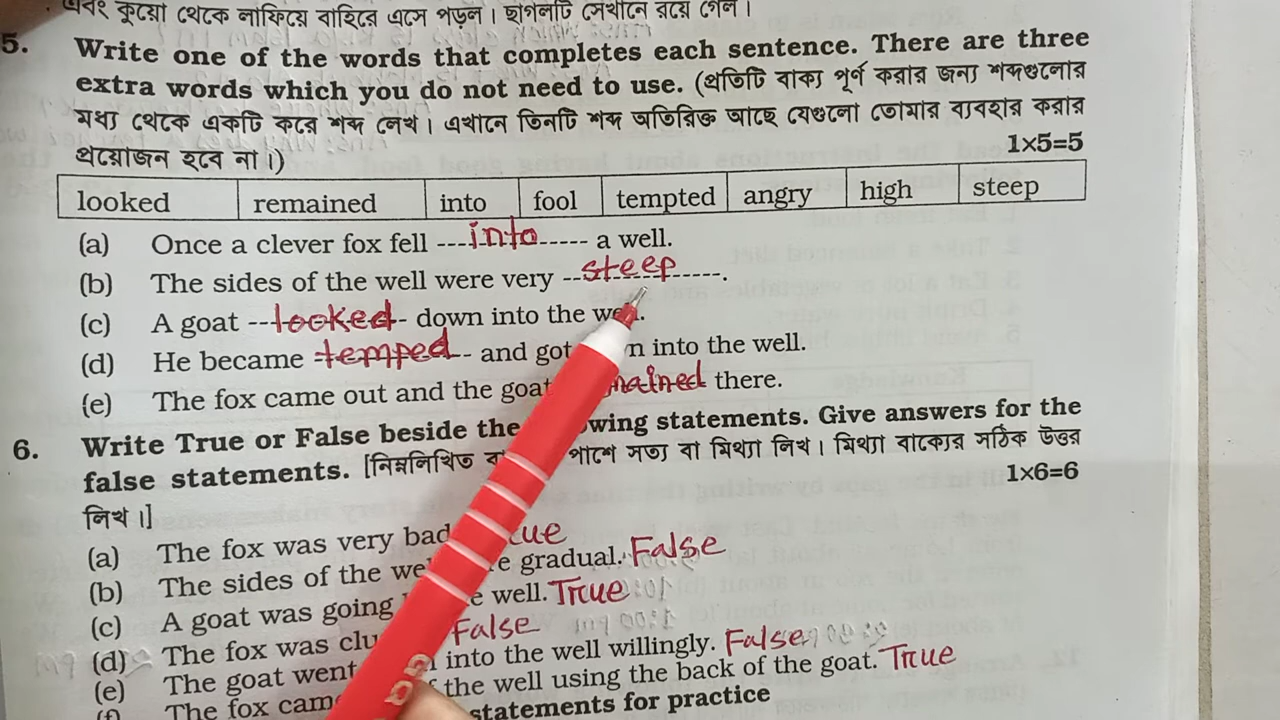 এবং কুয়ো থেকে লাফিয়ে বাহিরে এসে পড়ল। ছাগলটি সেখানে রয়ে গেল।
5. Write one of the words that completes each sentence. There are three
extra words which you do not need to use. (প্রতিটি বাক্য পূর্ণ করার জন্য শব্দগুলোর
মধ্য থেকে একটি করে শব্দ লেখ। এখানে তিনটি শব্দ অতিরিক্ত আছে যেগুলো তোমার ব্যবহার করার
প্রয়োজন হবে না।) 1×5=5
looked remained into fool tempted angry high steep
(a) Once a clever fox fell ---into----- a well.
(b) The sides of the well were very --steep-----.
(c) A goat ---looked- down into the well.
(d) He became -temped-- and got n into the well.
(e) The fox came out and the goat mained there.
6. Write True or False beside the wing statements. Give answers for the
false statements. [নিম্নলিখিত পাশে সত্য বা মিথ্যা লিখ। মিথ্যা বাক্যের সঠিক উত্তর
লিখ।] 1×6=6
(a) The fox was very bad. ue
(b) The sides of the we e gradual. False
(c) A goat was going e well. True
(d) The fox was clu False
(e) The goat went into the well willingly. False
(f) The fox cam the well using the back of the goat. True
statements for practice